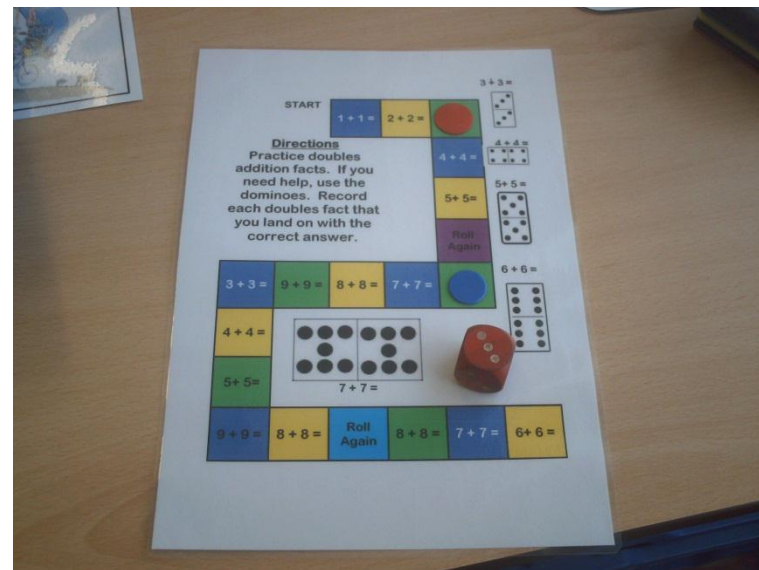 3 + 3 =
START
1 + 1 =
2 + 2 =
4 + 4 =
4 + 4 =
Directions
Practice doubles
addition facts. If you
need help, use the
dominoes. Record
each doubles fact that
you land on with the
correct answer.
5+ 5=
5+ 5 =
Roll
Again
6 + 6 =
3 + 3 =
9 + 9 =
8 + 8 =
7 + 7 =
4 + 4 =
5+ 5=
7 + 7 =
9 + 9 =
8 + 8 =
Roll
Again
8 + 8 =
7 + 7 =
6+ 6 =